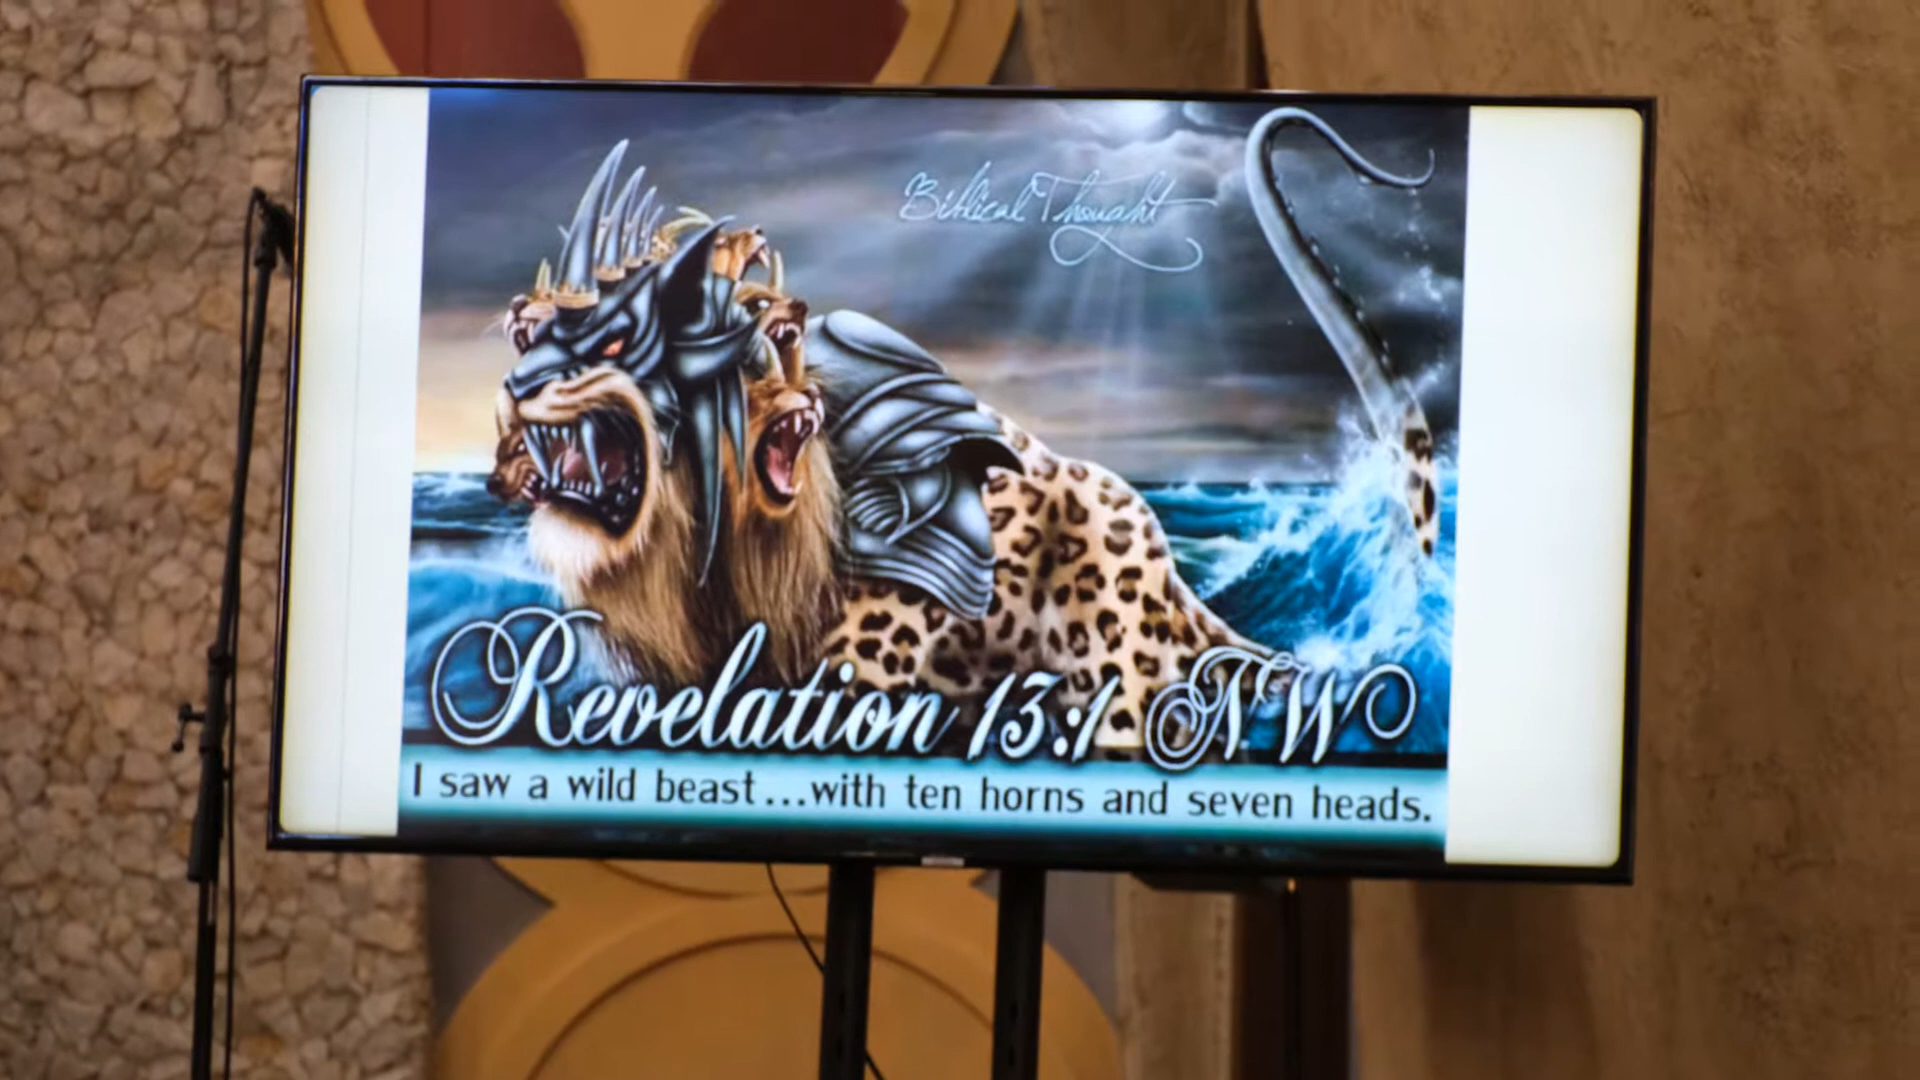 Biblical Thought
Revelation 13:1 NW
I saw a wild beast...with ten horns and seven heads.